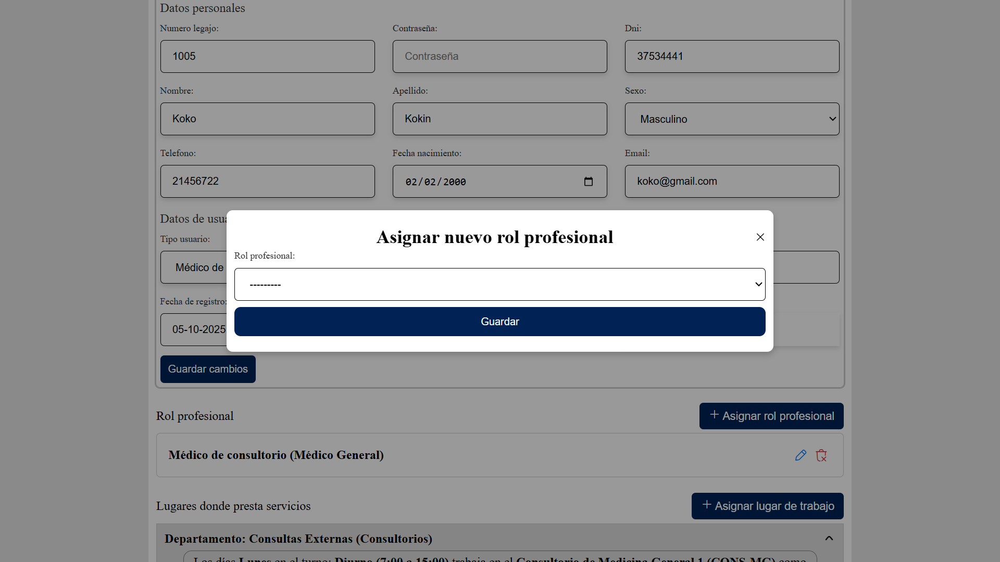 Datos personales
Numero legajo: Contraseña: Dni:
1005 Contraseña 37534441
Nombre: Apellido: Sexo:
Koko Kokin Masculino
Telefono: Fecha nacimiento: Email:
21456722 02/02/2000 koko@gmail.com
Datos de usua
Asignar nuevo rol profesional
Tipo usuario:
Rol profesional:
Médico de
---------
Fecha de registro:
Guardar
05-10-2025
Guardar cambios
Rol profesional + Asignar rol profesional
Médico de consultorio (Médico General)
Lugares donde presta servicios + Asignar lugar de trabajo
Departamento: Consultas Externas (Consultorios)
Los días Lunes en el turno: Diurno (7:00 a 15:00) trabaja en el Consultorio de Medicina General 1 (CONS-MG) como